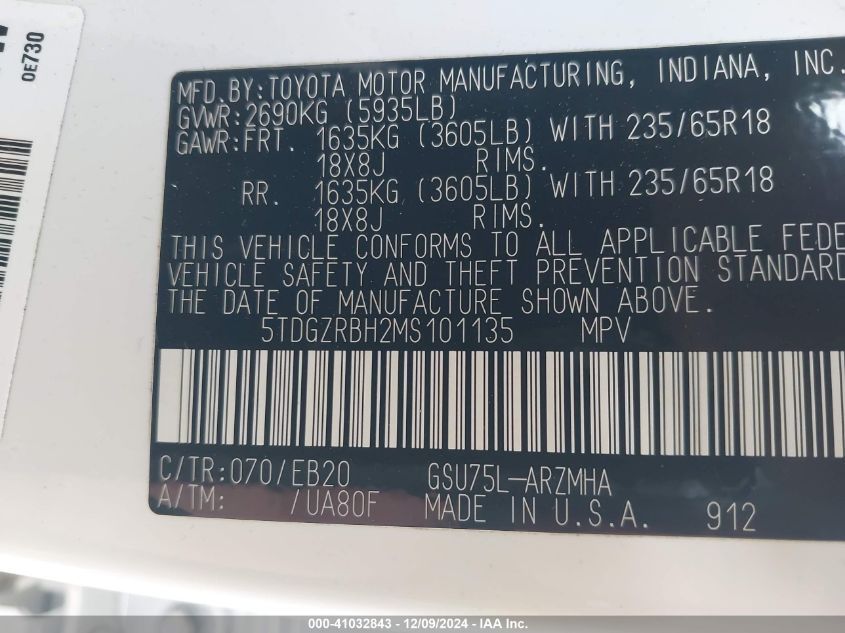 0E730
MFD. BY: TOYOTA MOTOR MANUFACTURING, INDIANA, INC.
GVWR: 2690KG (5935LB)
GAWR: FRT. 1635KG (3605LB) WITH 235/65R18
18X8J RIMS.
RR. 1635KG (3605LB) WITH 235/65R18
18X8J RIMS.
THIS VEHICLE CONFORMS TO ALL APPLICABLE FEDE
VEHICLE SAFETY AND THEFT PREVENTION STANDARD
THE DATE OF MANUFACTURE SHOWN ABOVE.
5TDGZRBH2MS101135 MPV
C/TR: 070/EB20 GSU75L-ARZMHA
A/TM: /UA80F MADE IN U.S.A. 912
000-41032843 / 12/09/2024 - IAA Inc.